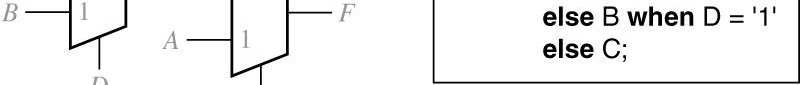 B 1
A 1 F
D
else B when D = '1'
else C;